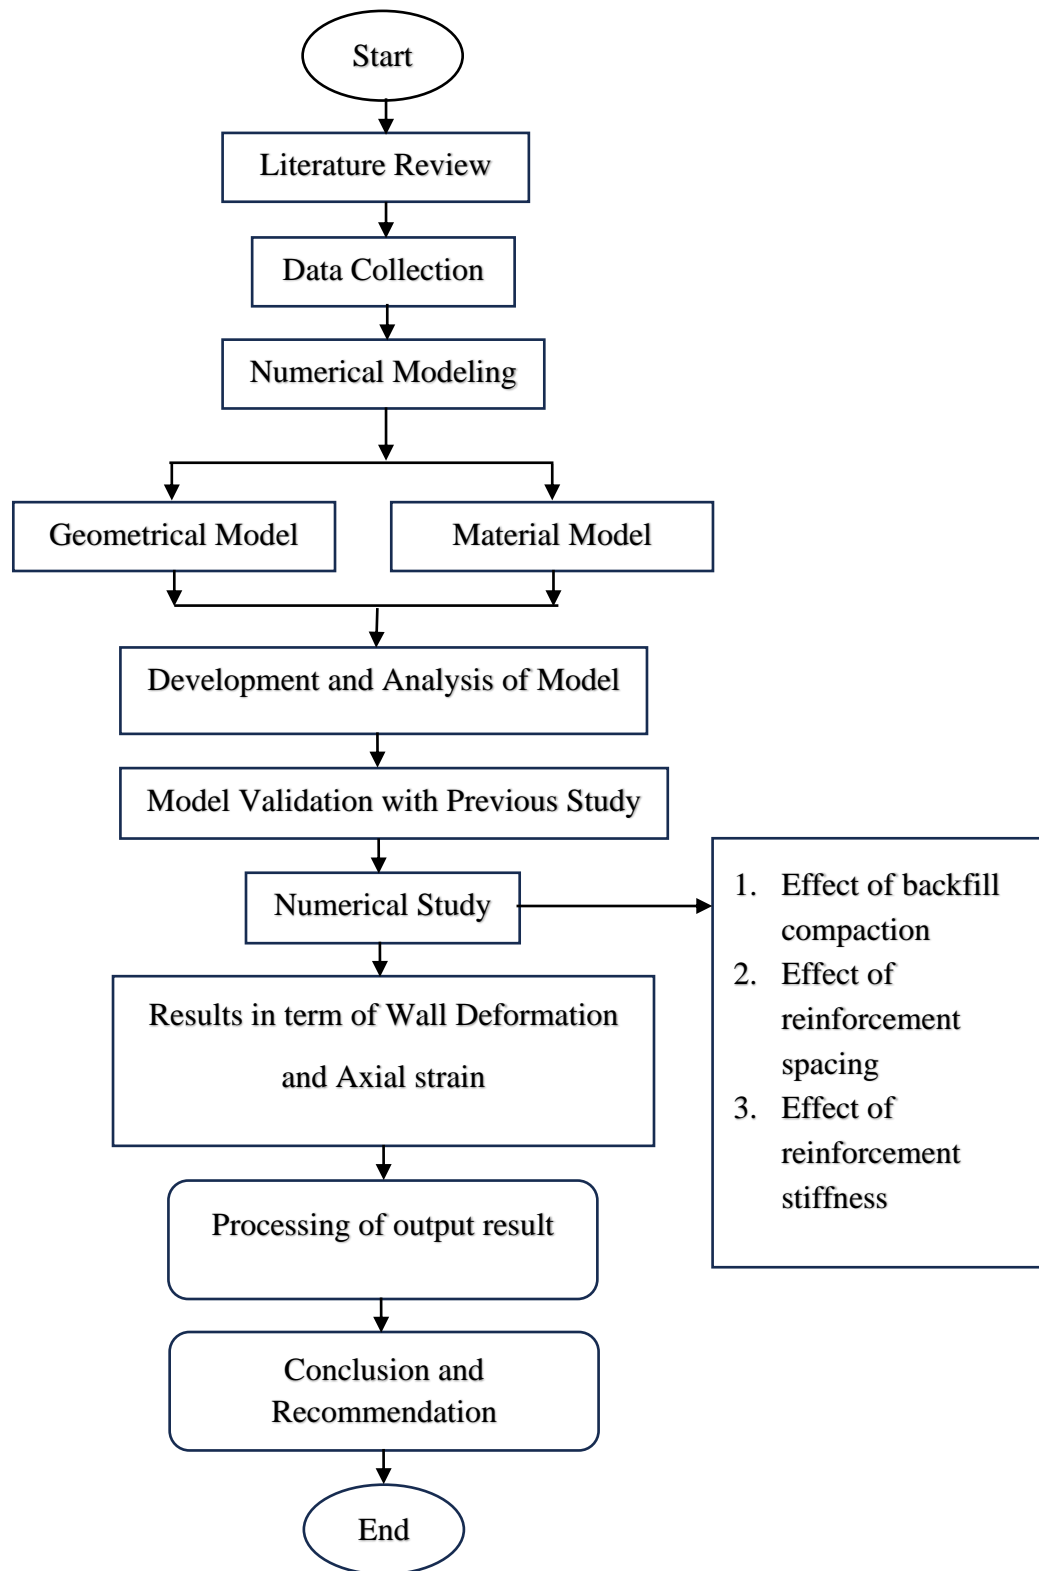 Start
Literature Review
Data Collection
Numerical Modeling
Geometrical Model
Material Model
Development and Analysis of Model
Model Validation with Previous Study
Numerical Study
1. Effect of backfill
compaction
2. Effect of
reinforcement
spacing
3. Effect of
reinforcement
stiffness
Results in term of Wall Deformation
and Axial strain
Processing of output result
Conclusion and
Recommendation
End